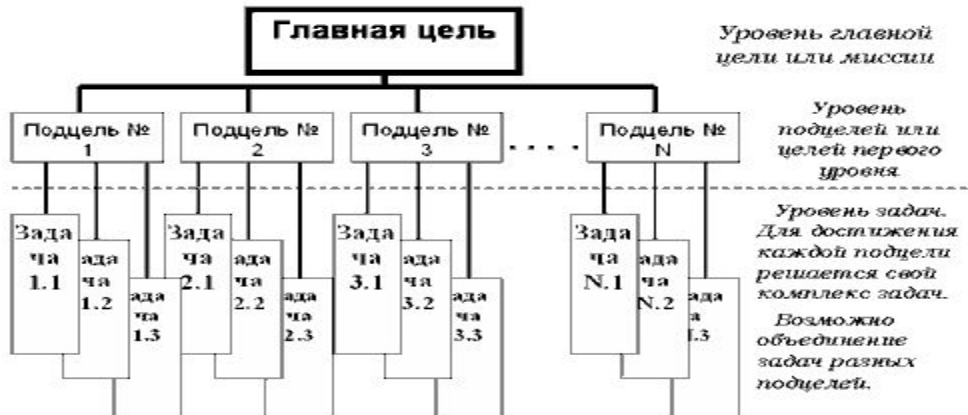 Главная цель
Уровень главной
цели или миссии
Подцель №
1
Подцель №
2
Подцель №
3
. . . .
Подцель №
N
Уровень
подцелей или
целей первого
уровня
Зада
ча
1.1
ада
ча
1.2
ада
ча
1.3
Зада
ча
2.1
ада
ча
2.2
ада
ча
2.3
Зада
ча
3.1
ада
ча
3.2
ада
ча
3.3
Зада
ча
N.1
ада
ча
N.2
ада
ча
.3
Уровень задач.
Для достижения
каждой подцели
решается свой
комплекс задач.
Возможно
объединение
задач разных
подцелей.